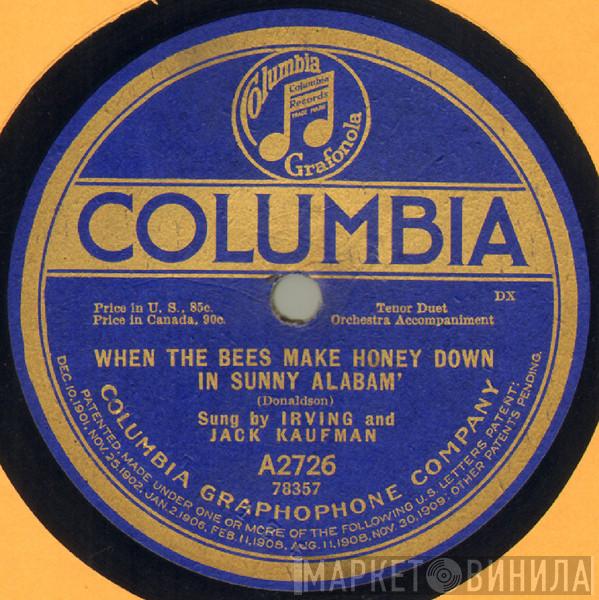 Columbia
Columbia
Records
TRADE MARK
Grafonola
COLUMBIA
DX
Price in U. S., 85c.
Price in Canada, 90c.
Tenor Duet
Orchestra Accompaniment
WHEN THE BEES MAKE HONEY DOWN
IN SUNNY ALABAM'
(Donaldson)
Sung by IRVING and
JACK KAUFMAN
A2726
78357
COLUMBIA GRAPHOPHONE COMPANY
PATENTED, MADE UNDER ONE OR MORE OF THE FOLLOWING U.S. LETTERS PATENT:
DEC.10,1901, NOV.25,1902, JAN.2,1906, FEB.11,1908, AUG.11,1908, NOV.30,1909; OTHER PATENTS PENDING.
МАРКЕТ ВИНИЛА